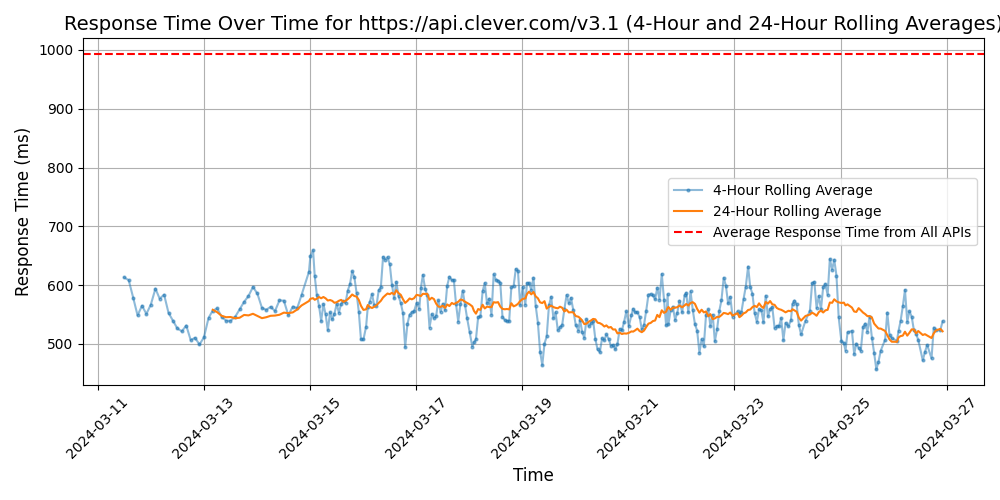 Response Time Over Time for https://api.clever.com/v3.1 (4-Hour and 24-Hour Rolling Averages)
1000
900
800
700
600
500
Response Time (ms)
4-Hour Rolling Average
24-Hour Rolling Average
Average Response Time from All APIs
2024-03-11
2024-03-13
2024-03-15
2024-03-17
2024-03-19
2024-03-21
2024-03-23
2024-03-25
2024-03-27
Time